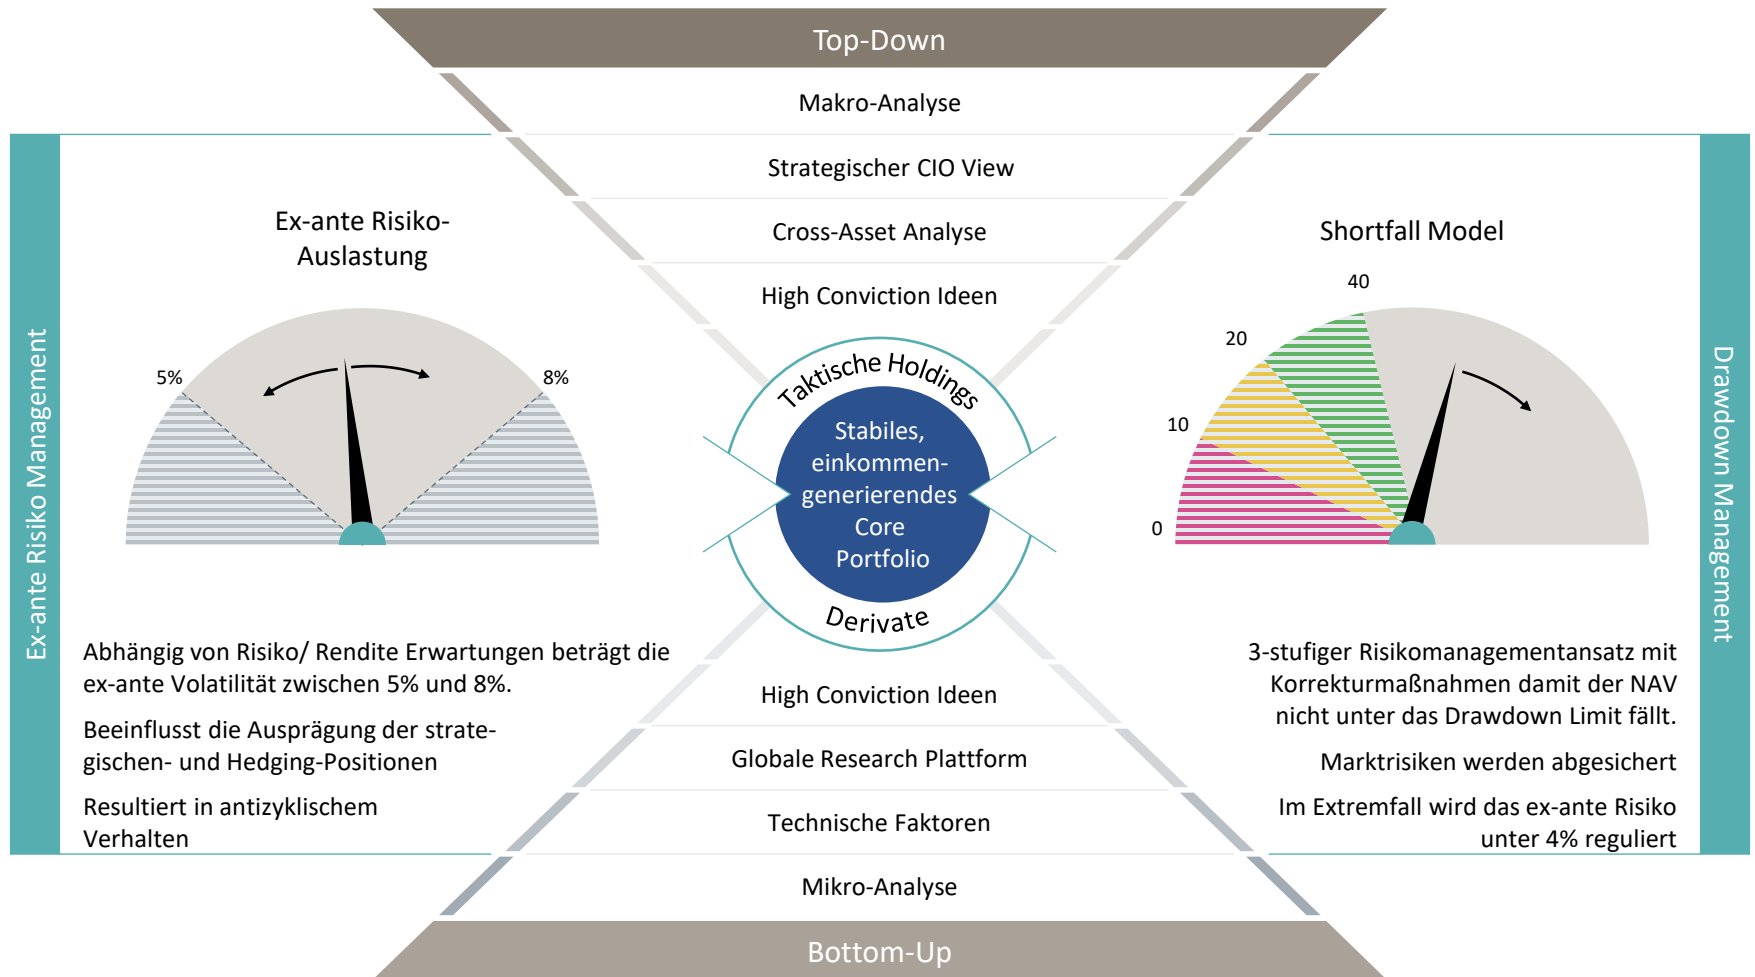 Top-Down
Makro-Analyse
Strategischer CIO View
Cross-Asset Analyse
High Conviction Ideen
Ex-ante Risiko Management
Ex-ante Risiko-
Auslastung
5%
8%
Abhängig von Risiko/ Rendite Erwartungen beträgt die
ex-ante Volatilität zwischen 5% und 8%.
Beeinflusst die Ausprägung der strate-
gischen- und Hedging-Positionen
Resultiert in antizyklischem
Verhalten
Taktische Holdings
Stabiles,
einkommen-
generierendes
Core
Portfolio
Derivate
Shortfall Model
40
20
10
0
3-stufiger Risikomanagementansatz mit
Korrekturmaßnahmen damit der NAV
nicht unter das Drawdown Limit fällt.
Marktrisiken werden abgesichert
Im Extremfall wird das ex-ante Risiko
unter 4% reguliert
Drawdown Management
High Conviction Ideen
Globale Research Plattform
Technische Faktoren
Mikro-Analyse
Bottom-Up